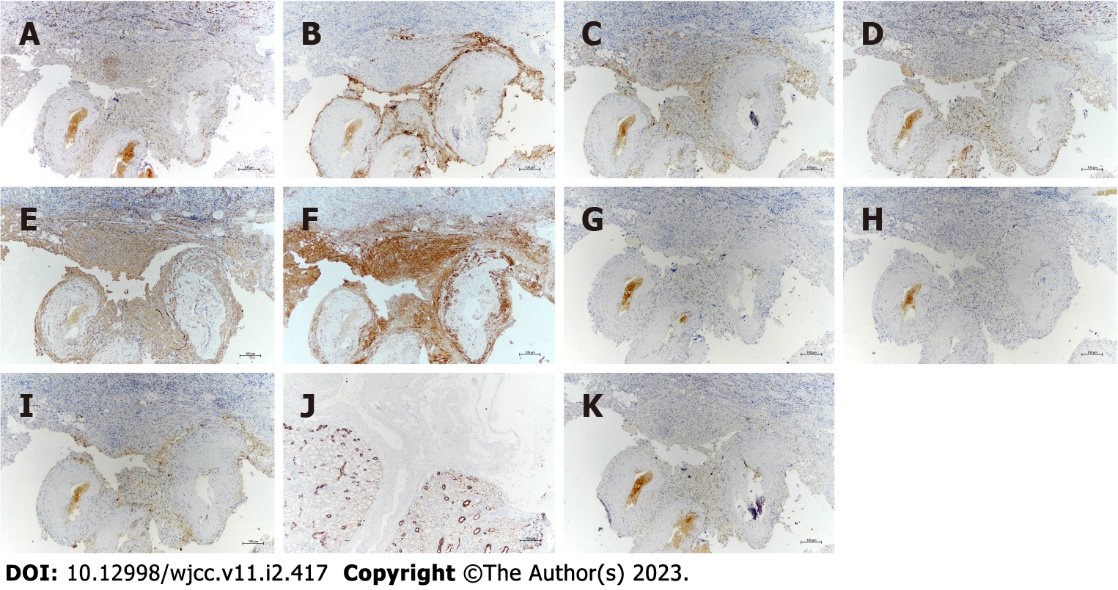 A B C D
E F G H
I J K
DOI: 10.12998/wjcc.v11.i2.417 Copyright ©The Author(s) 2023.